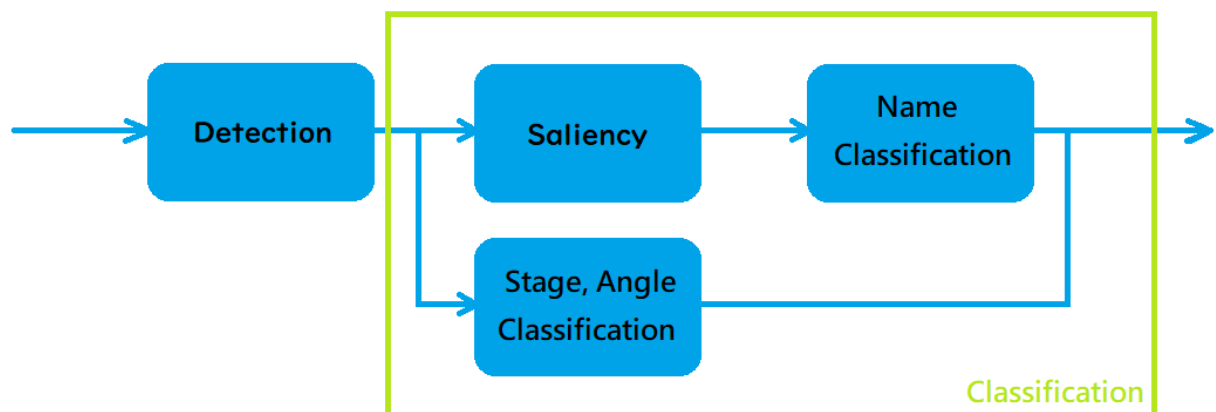 Detection
Saliency
Name
Classification
Stage, Angle
Classification
Classification